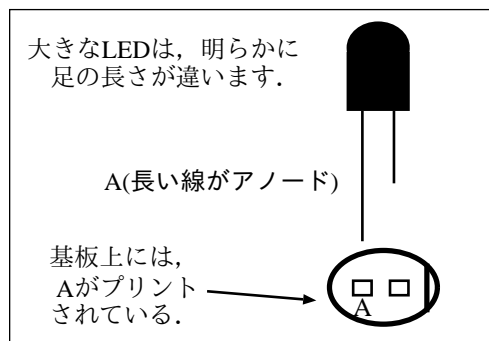 大きなLEDは，明らかに
足の長さが違います．
A(長い線がアノード)
基板上には，
Aがプリント
されている．
A